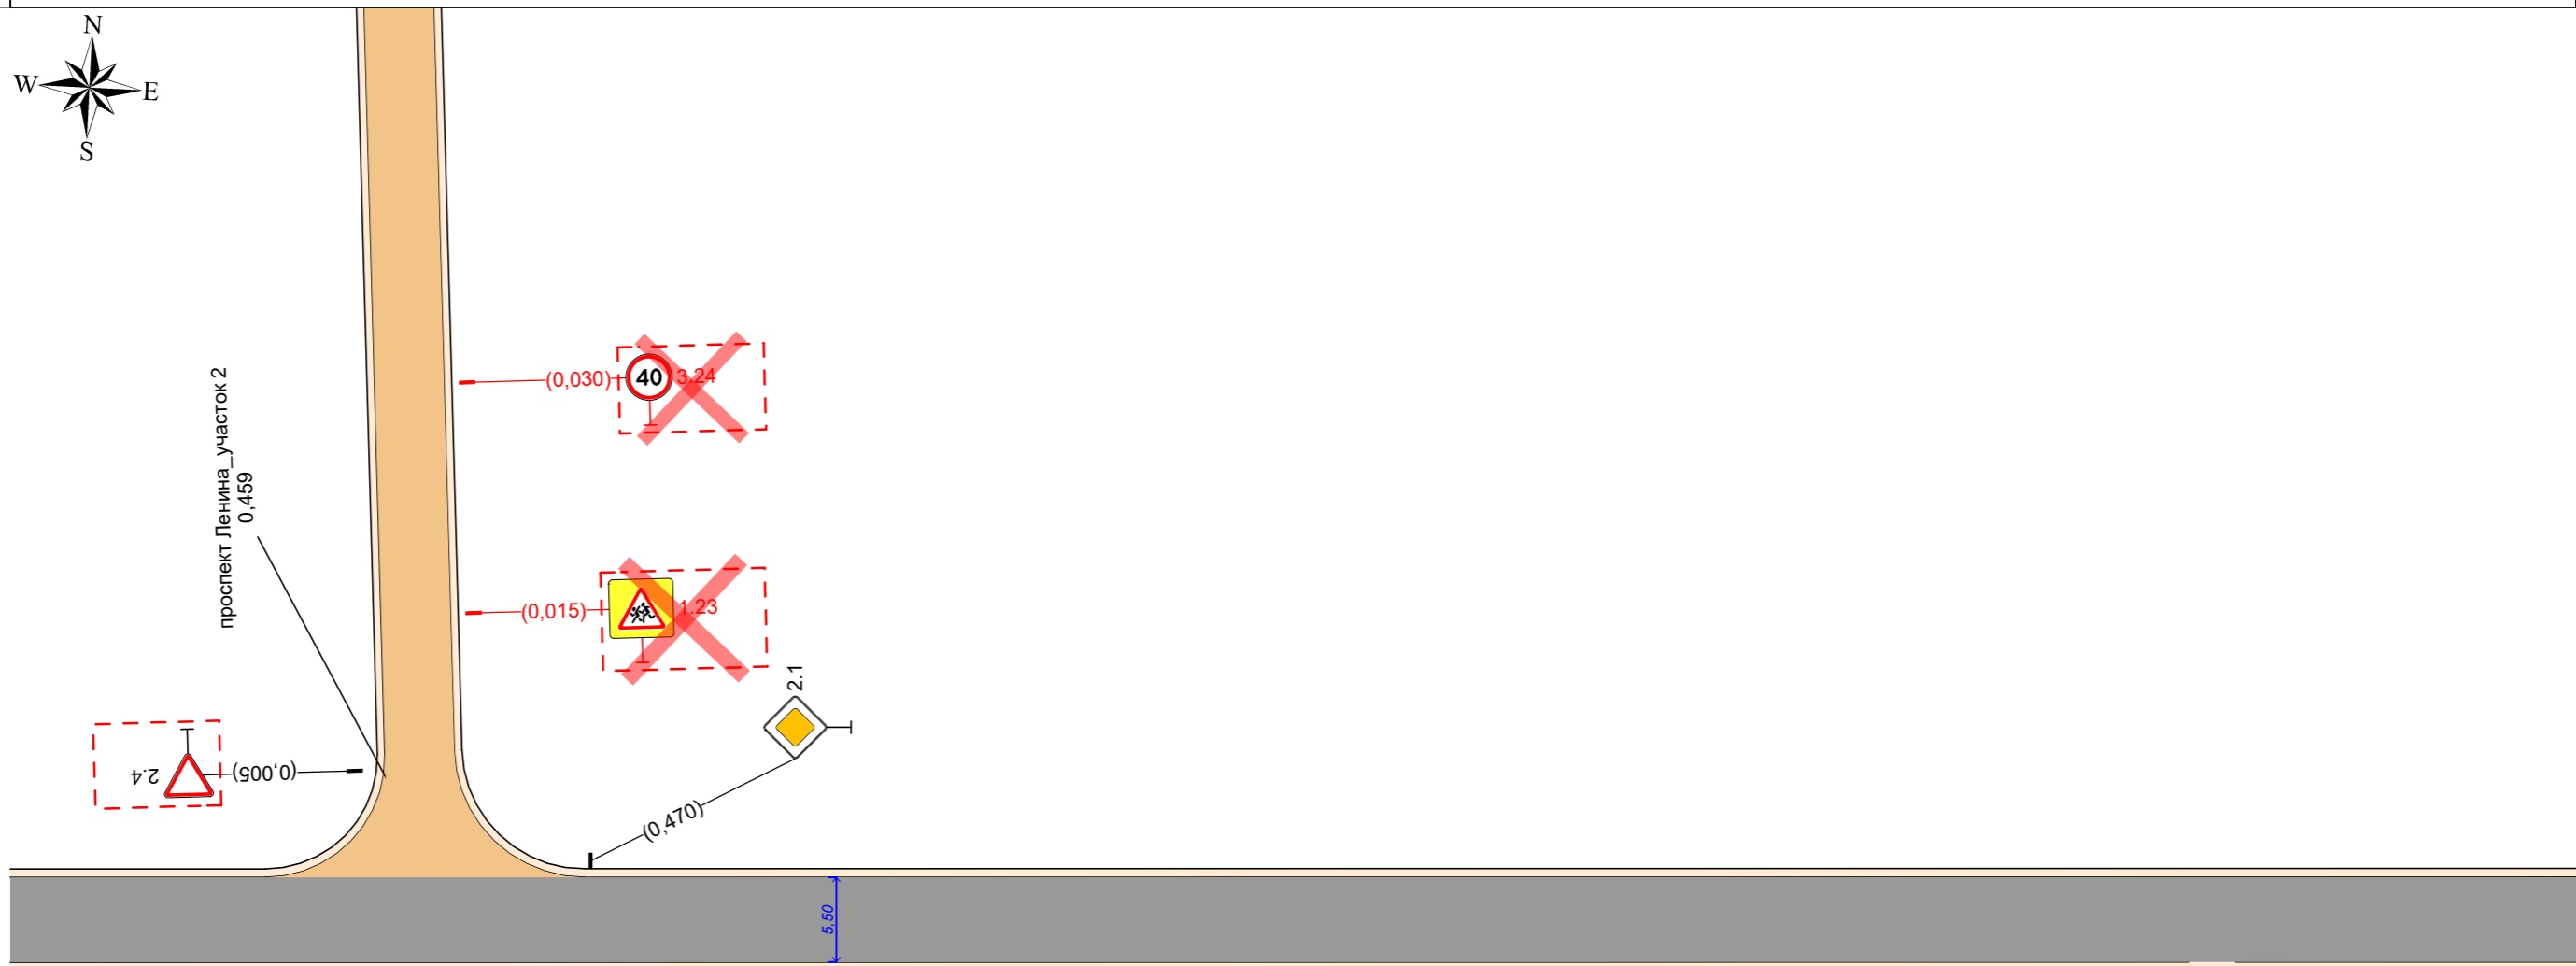 N
W
E
S
(0,030)
40
3.24
проспект Ленина_участок 2
0,459
(0,015)
1.23
2.1
2.4
(0,005)
(0,470)
5,50